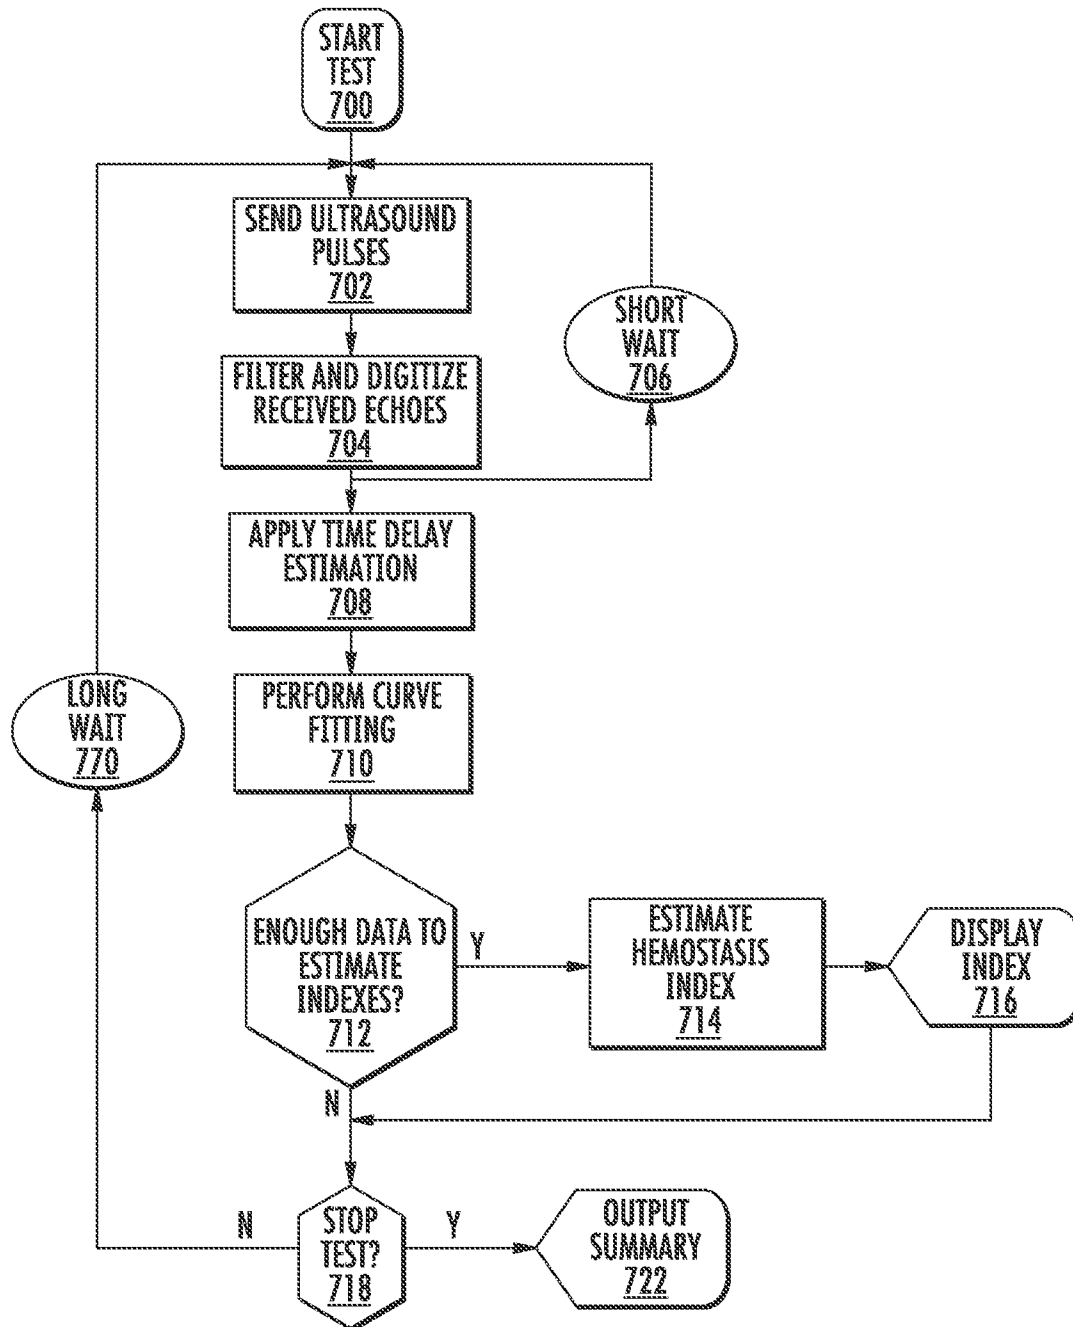 START
TEST
700
SEND ULTRASOUND
PULSES
702
SHORT
WAIT
706
FILTER AND DIGITIZE
RECEIVED ECHOES
704
APPLY TIME DELAY
ESTIMATION
708
LONG
WAIT
770
PERFORM CURVE
FITTING
710
ENOUGH DATA TO
ESTIMATE
INDEXES?
712
Y
ESTIMATE
HEMOSTASIS
INDEX
714
DISPLAY
INDEX
716
N
N
STOP
TEST?
718
Y
OUTPUT
SUMMARY
722